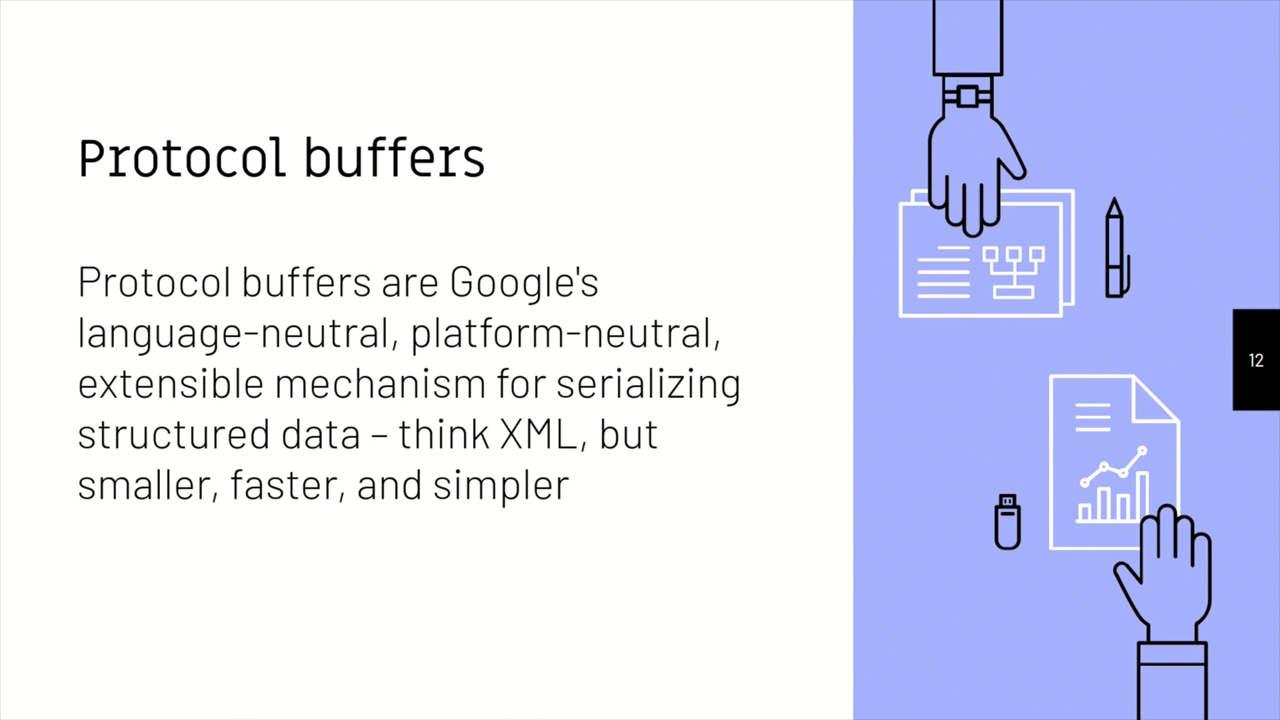 Protocol buffers
Protocol buffers are Google's
language-neutral, platform-neutral,
extensible mechanism for serializing
structured data – think XML, but
smaller, faster, and simpler
12